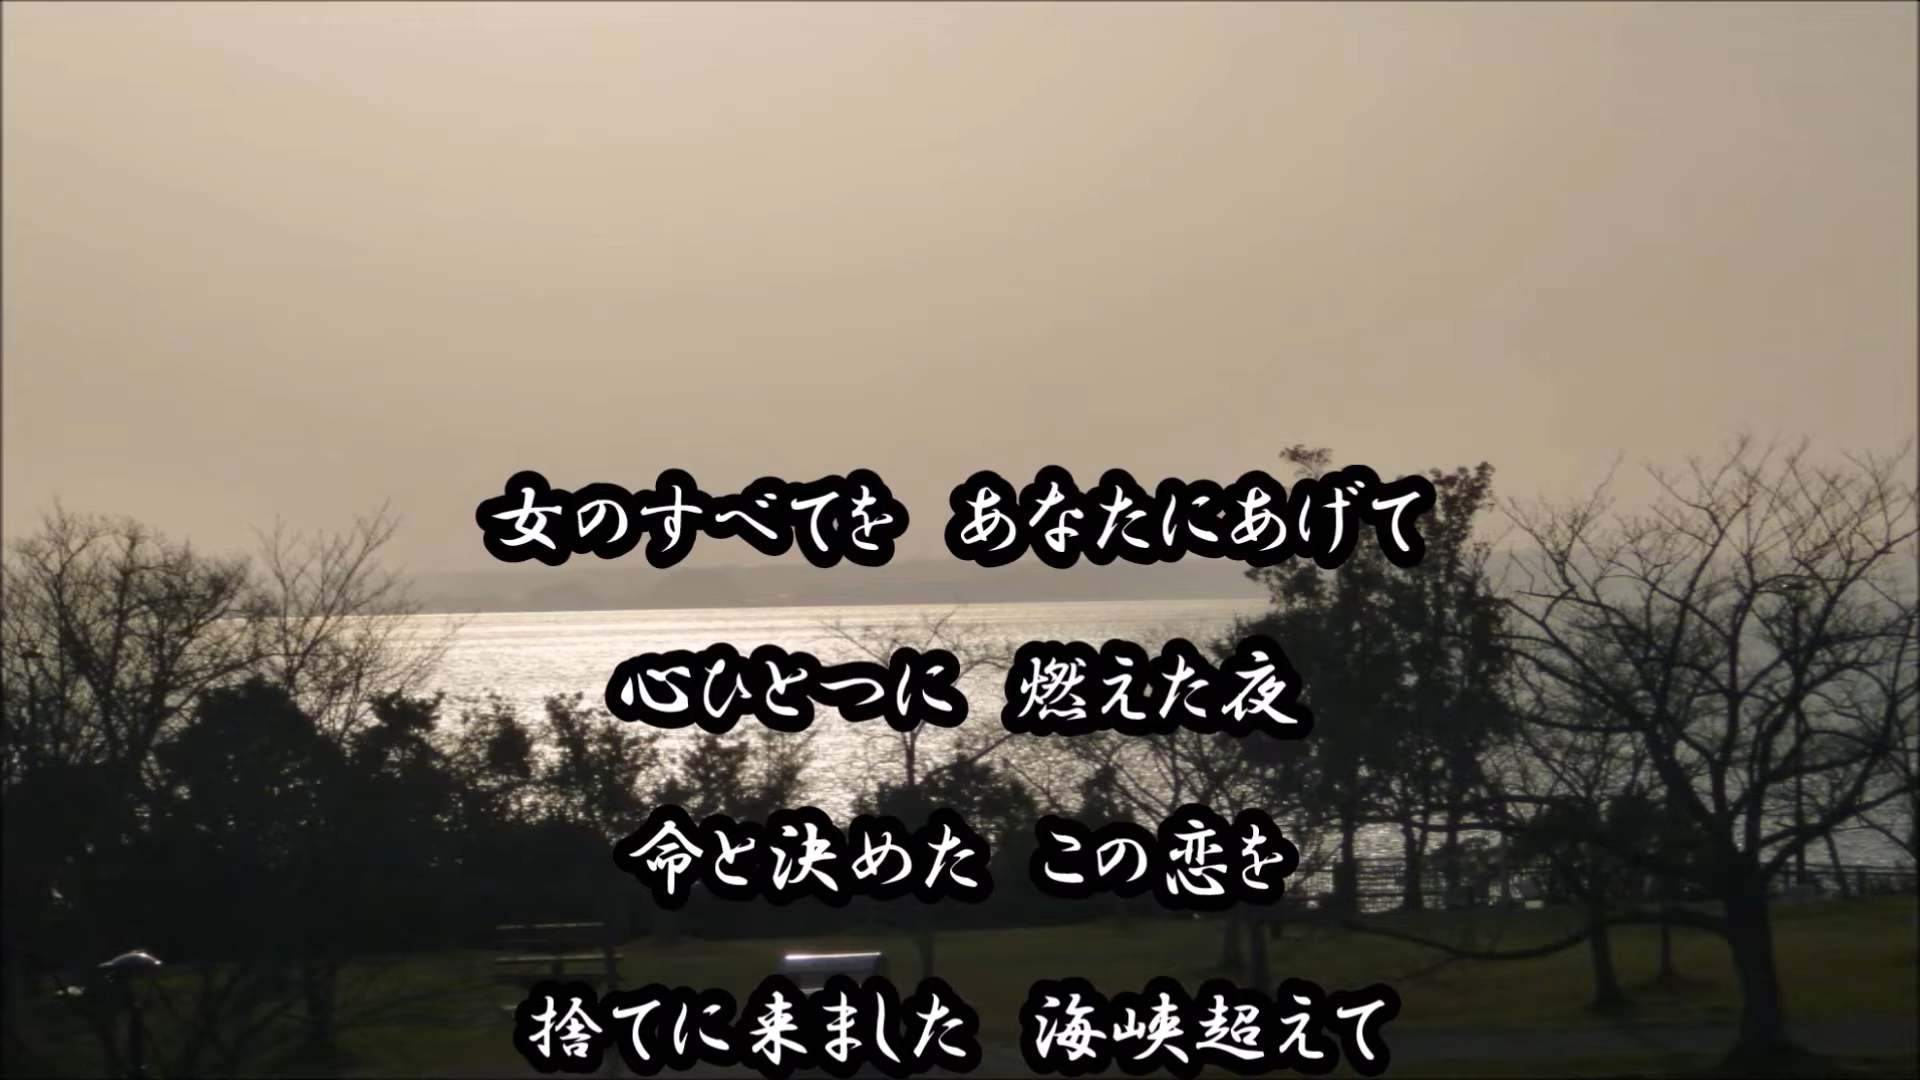 女のすべてを　あなたにあげて
心ひとつに　燃えた夜
命と決めた　この恋を
捨てに来ました　海峡超えて